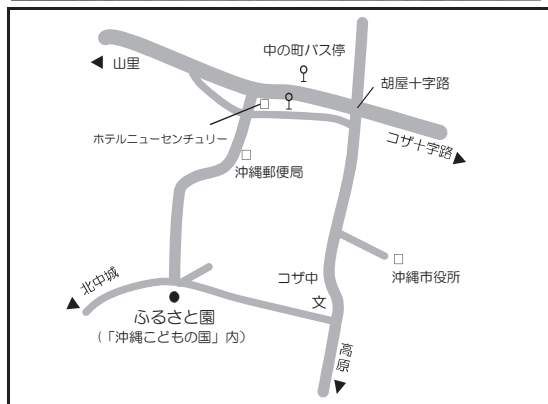 中の町バス停
山里
胡屋十字路
ホテルニューセンチュリー
コザ十字路
沖縄郵便局
コザ中
沖縄市役所
北中城
文
ふるさと園
(「沖縄こどもの国」内)
高原